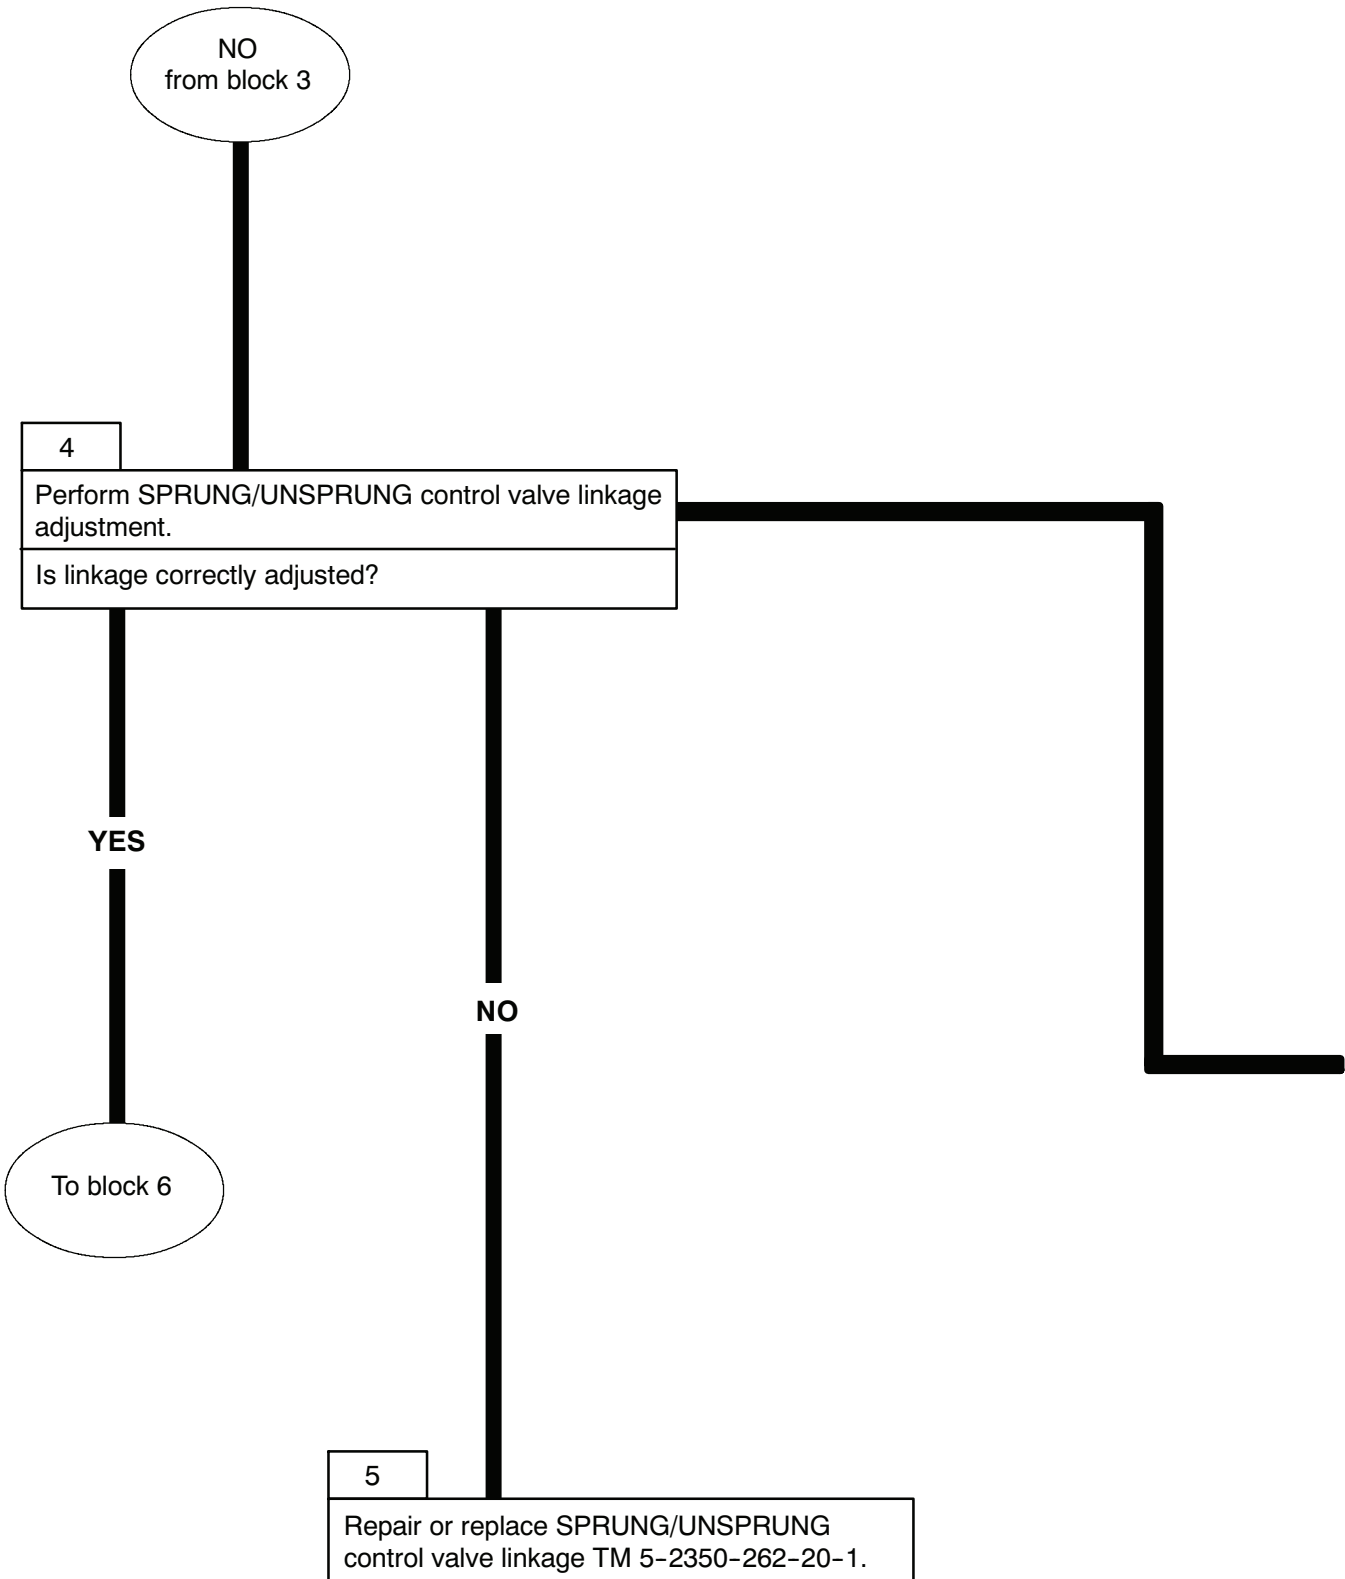 NO
from block 3
4
Perform SPRUNG/UNSPRUNG control valve linkage
adjustment.
Is linkage correctly adjusted?
YES
NO
To block 6
5
Repair or replace SPRUNG/UNSPRUNG
control valve linkage TM 5-2350-262-20-1.